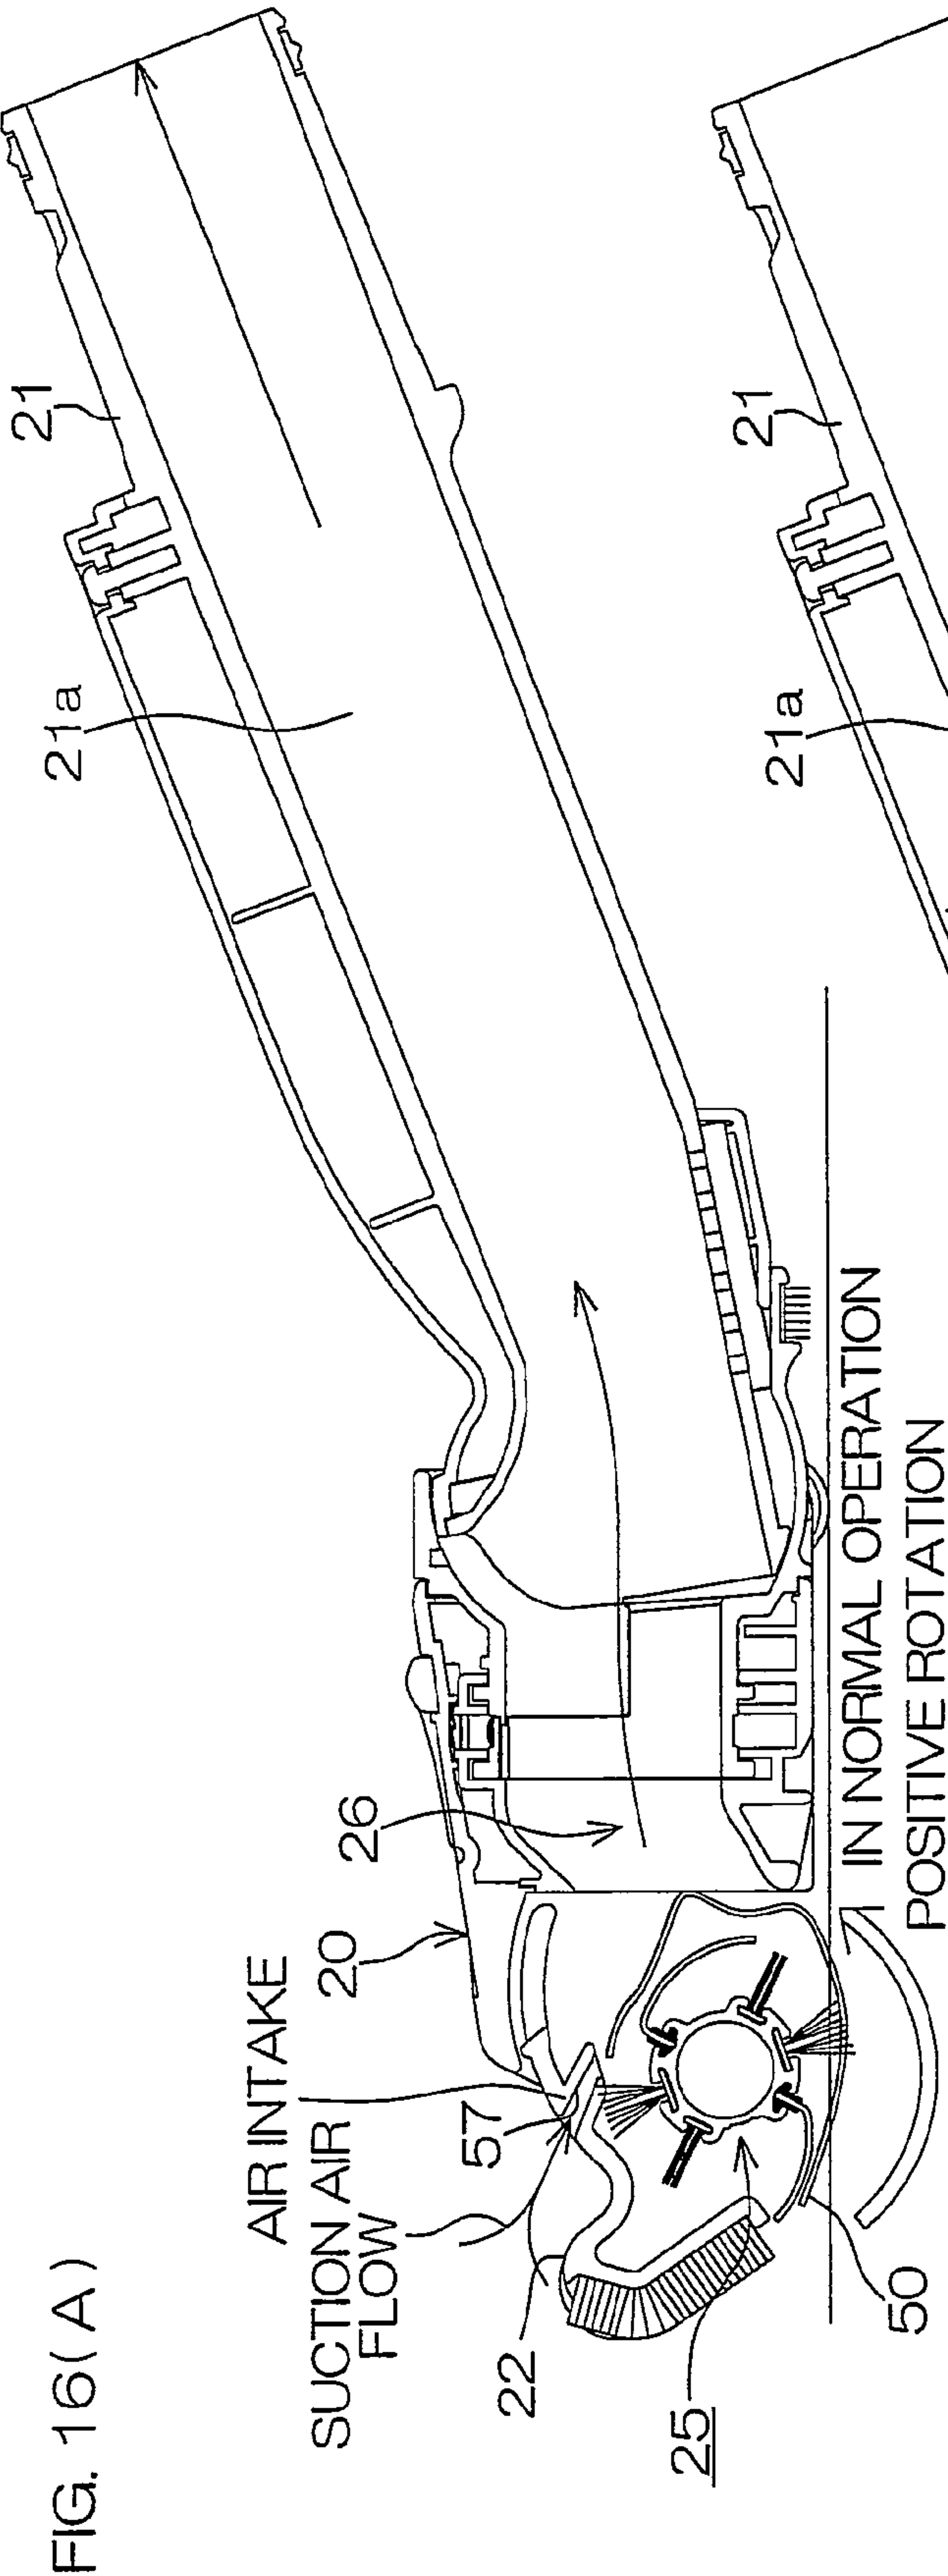 FIG. 16(A)
AIR INTAKE
SUCTION AIR
FLOW
57
22
25
50
20
26
21a
21
IN NORMAL OPERATION
POSITIVE ROTATION
21a
21